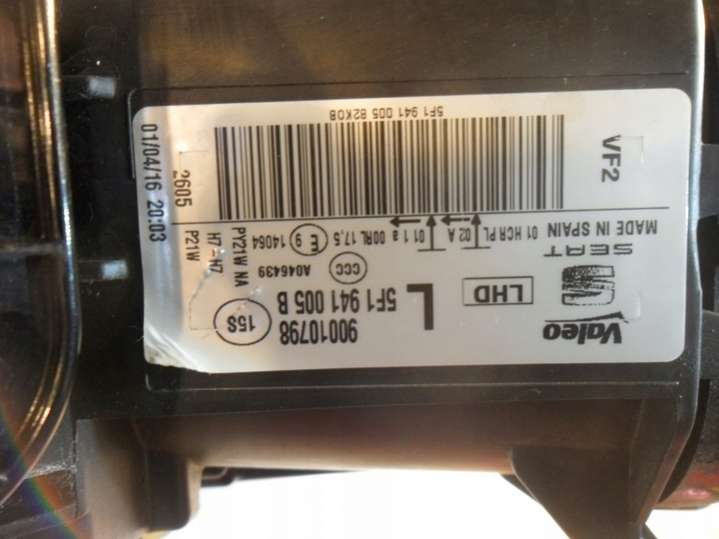 Valeo
90010798
15S
LHD
L
5F1 941 005 B
SEAT
CCC
A046439
H7 - H7
MADE IN SPAIN
01 HCR PL
02 A
01 1 a 00RL 17,5
E 9
14064
PY21W NA
P21W
VF2
2605
01/04/16 20:03
5F1 941 005 82K08